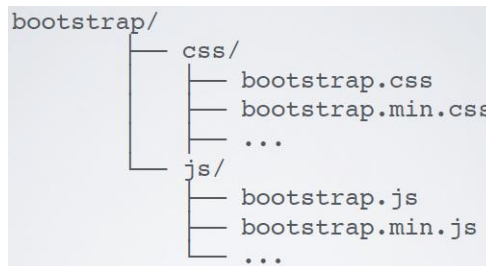 bootstrap/
css/
bootstrap.css
bootstrap.min.css
...
js/
bootstrap.js
bootstrap.min.js
...